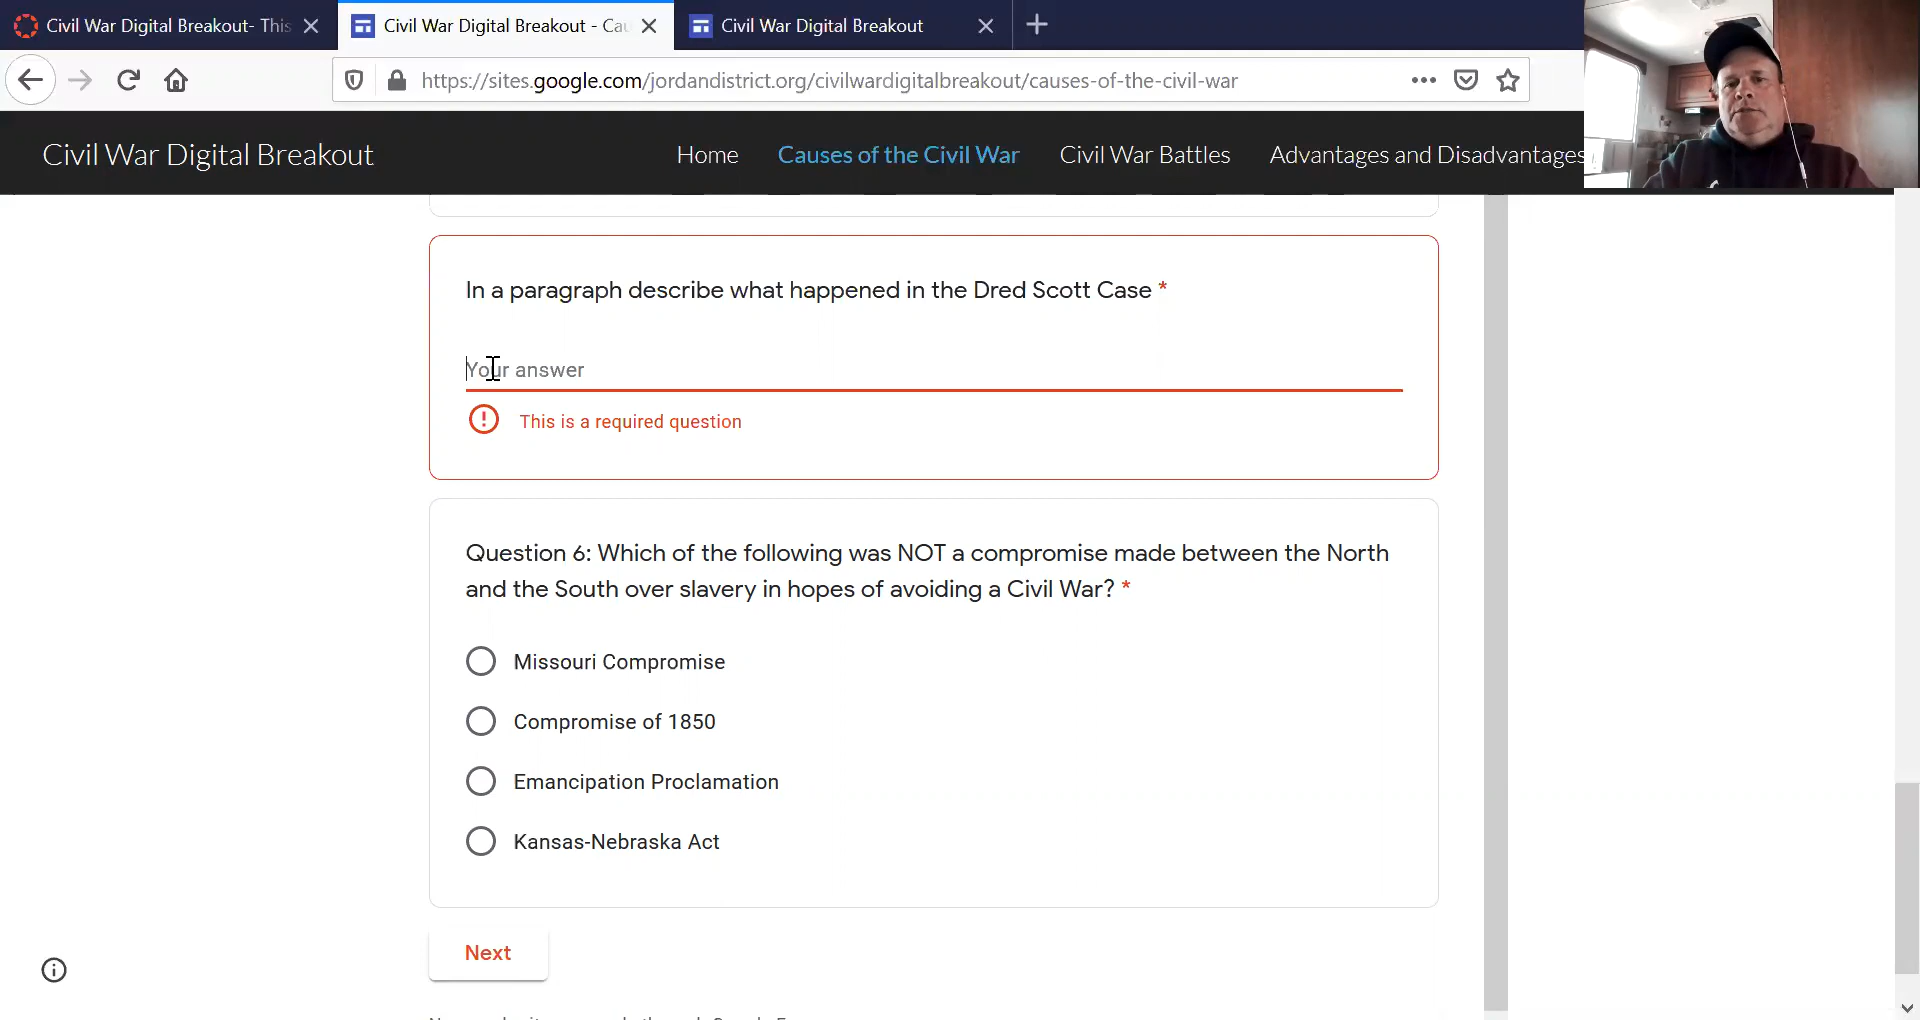 Civil War Digital Breakout- This
Civil War Digital Breakout - Cau
Civil War Digital Breakout
https://sites.google.com/jordandistrict.org/civilwardigitalbreakout/causes-of-the-civil-war
Civil War Digital Breakout
Home
Causes of the Civil War
Civil War Battles
Advantages and Disadvantages
In a paragraph describe what happened in the Dred Scott Case *
Your answer
This is a required question
Question 6: Which of the following was NOT a compromise made between the North
and the South over slavery in hopes of avoiding a Civil War? *
Missouri Compromise
Compromise of 1850
Emancipation Proclamation
Kansas-Nebraska Act
Next